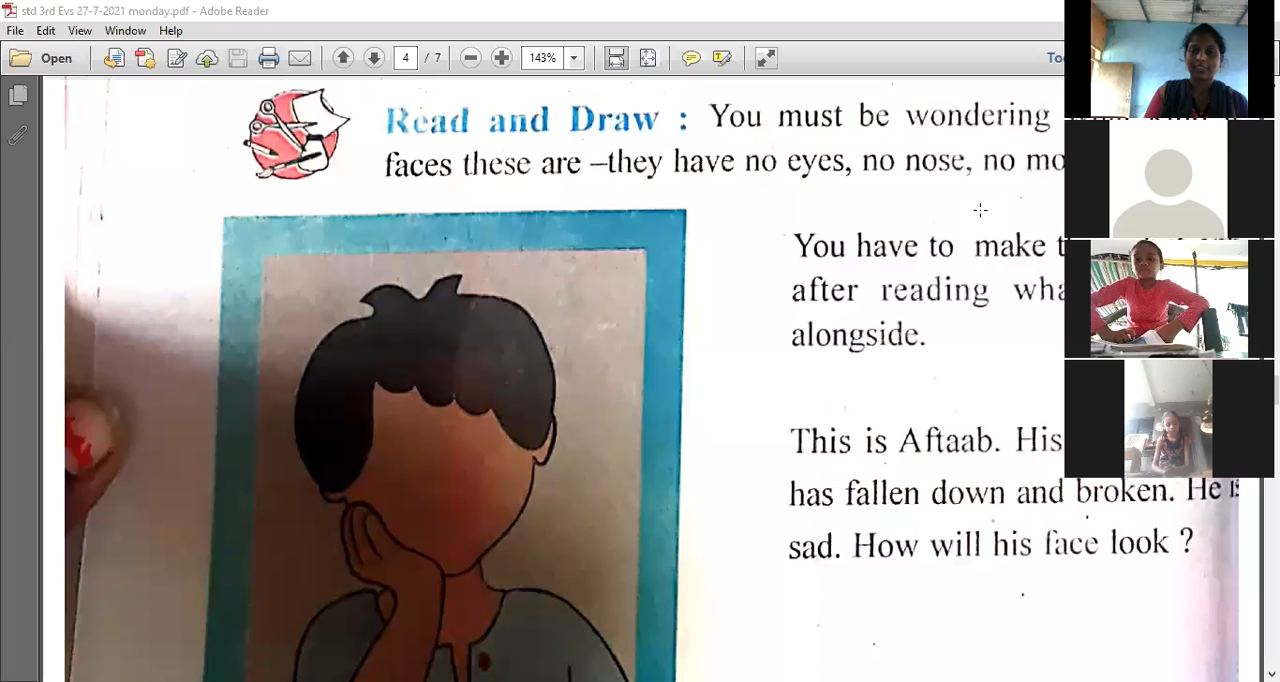 std 3rd Evs 27-7-2021 monday.pdf - Adobe Reader
File Edit View Window Help
Open 4 / 7 143%
Read and Draw : You must be wondering
faces these are –they have no eyes, no nose, no
You have to make
after reading
alongside.
This is Aftaab. His
has fallen down and broken. He
sad. How will his face look ?